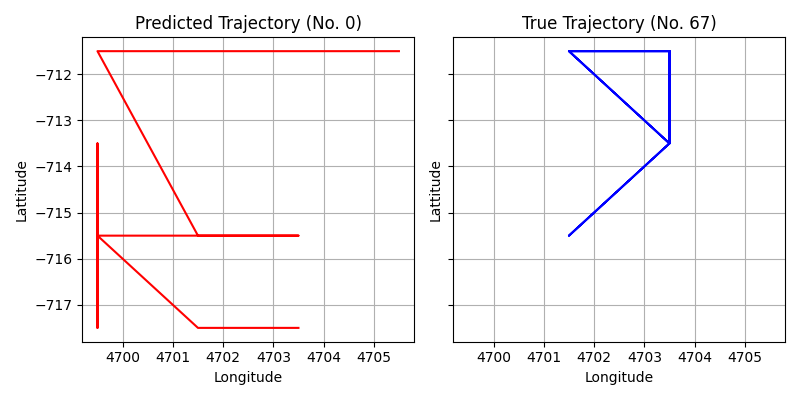 Predicted Trajectory (No. 0)
True Trajectory (No. 67)
−712
−713
−714
−715
−716
−717
Lattitude
Lattitude
4700 4701 4702 4703 4704 4705
4700 4701 4702 4703 4704 4705
Longitude
Longitude